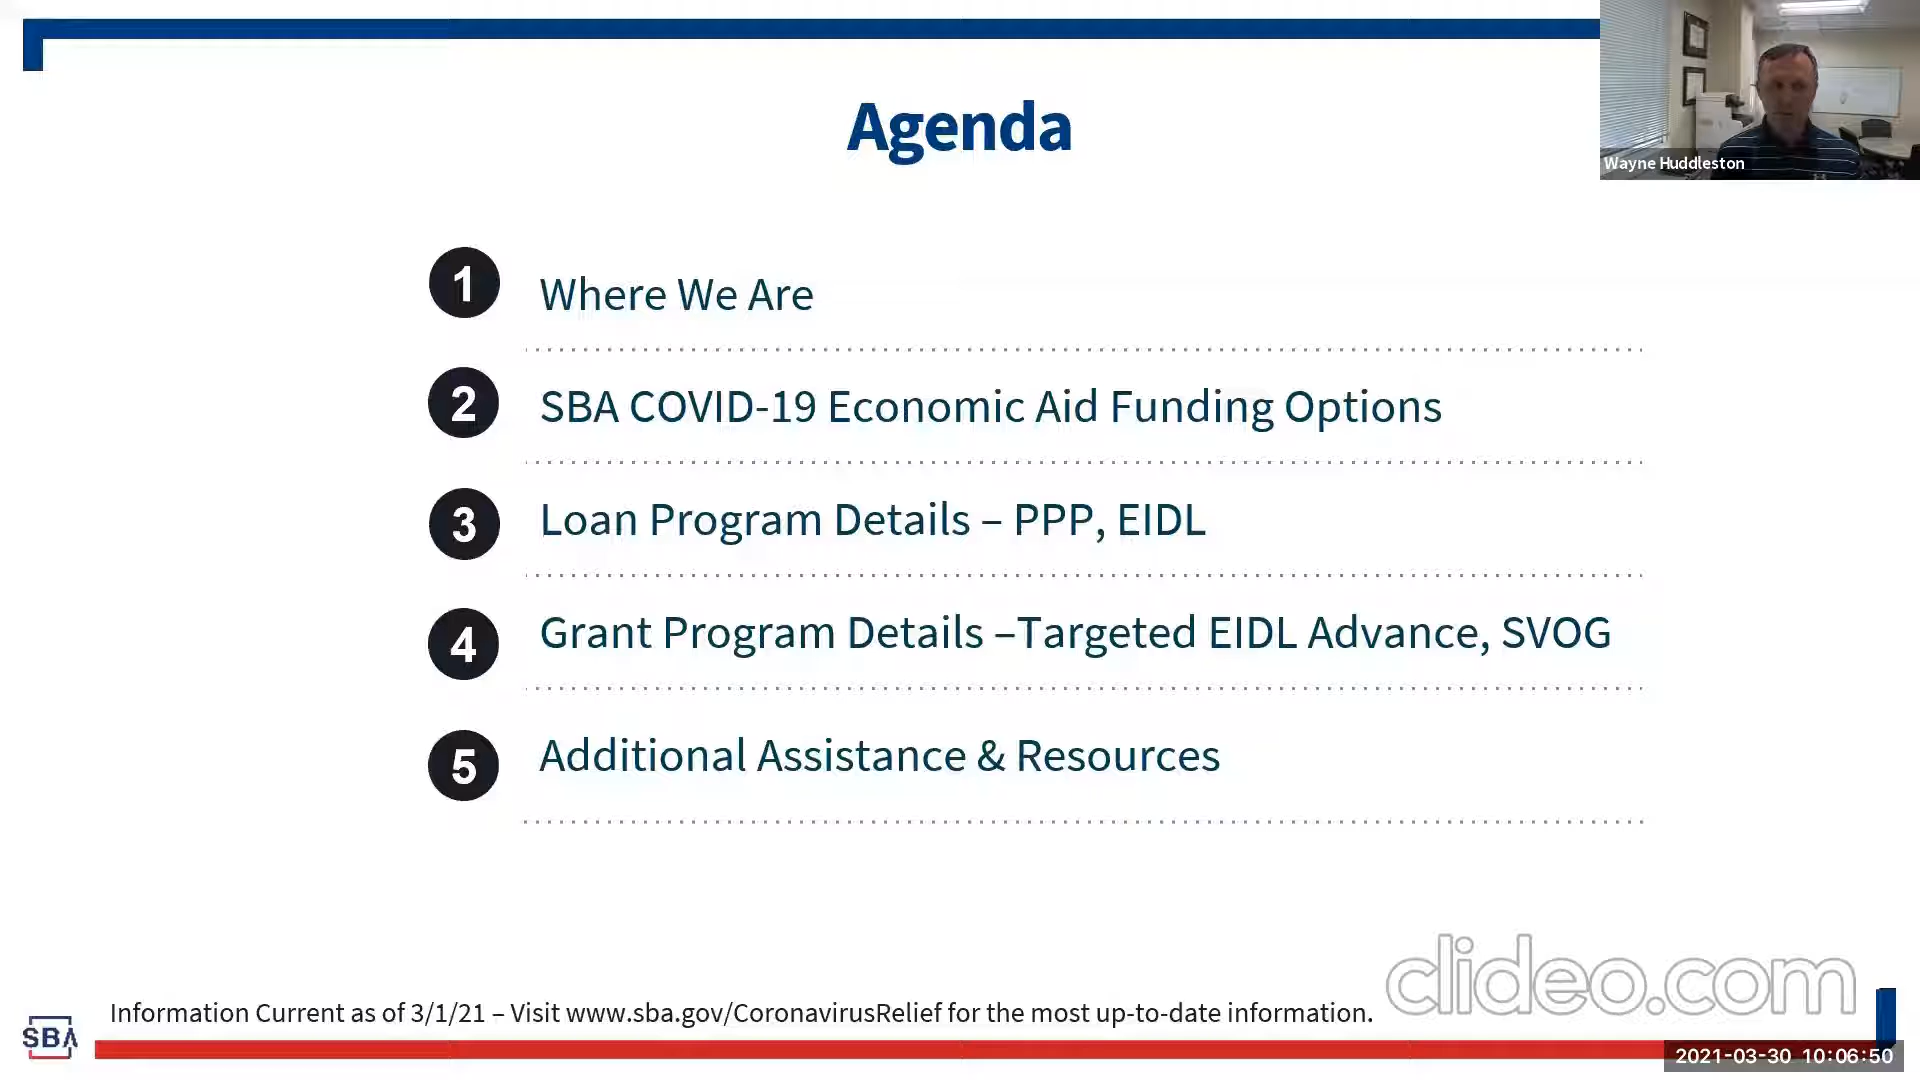 Agenda
Wayne Huddleston
1 Where We Are
2 SBA COVID-19 Economic Aid Funding Options
3 Loan Program Details – PPP, EIDL
4 Grant Program Details –Targeted EIDL Advance, SVOG
5 Additional Assistance & Resources
clideo.com
Information Current as of 3/1/21 – Visit www.sba.gov/CoronavirusRelief for the most up-to-date information.
SBA
2021-03-30 10:06:50